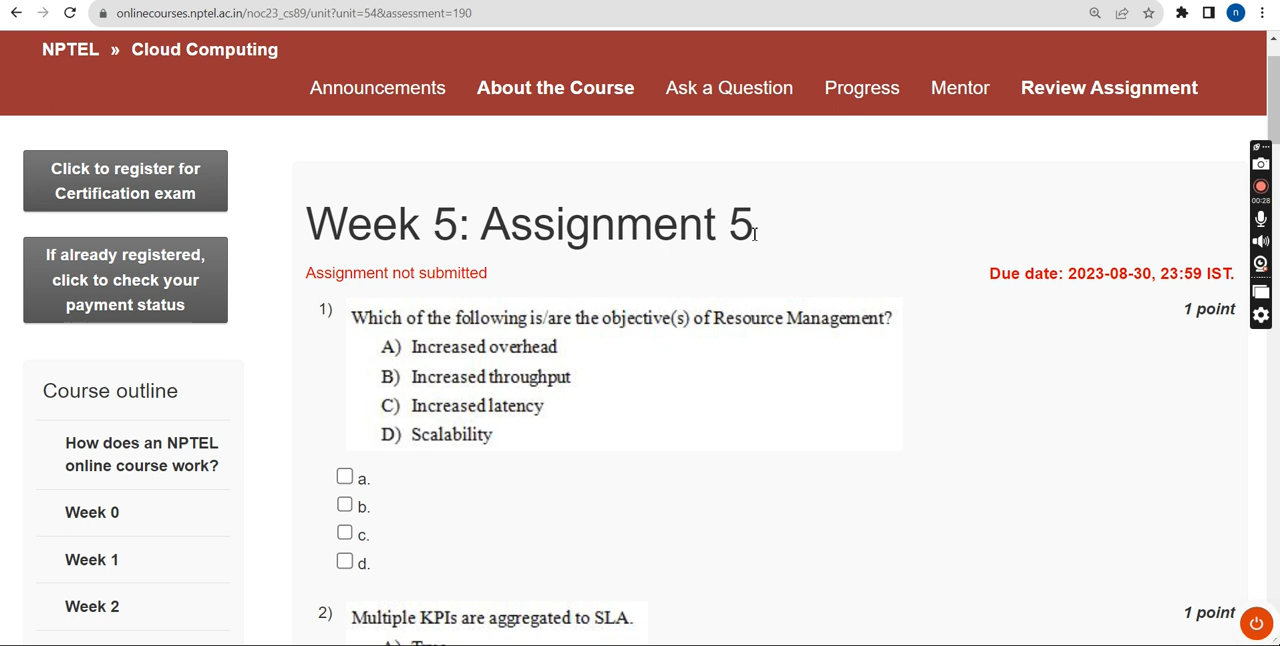 onlinecourses.nptel.ac.in/noc23_cs89/unit?unit=54&assessment=190
n
NPTEL » Cloud Computing
Announcements About the Course Ask a Question Progress Mentor Review Assignment
Click to register for
Certification exam
If already registered,
click to check your
payment status
Course outline
How does an NPTEL
online course work?
Week 0
Week 1
Week 2
Week 5: Assignment 5
Assignment not submitted
Due date: 2023-08-30, 23:59 IST.
1) Which of the following is/are the objective(s) of Resource Management? 1 point
A) Increased overhead
B) Increased throughput
C) Increased latency
D) Scalability
a.
b.
c.
d.
2) Multiple KPIs are aggregated to SLA. 1 point
00:28